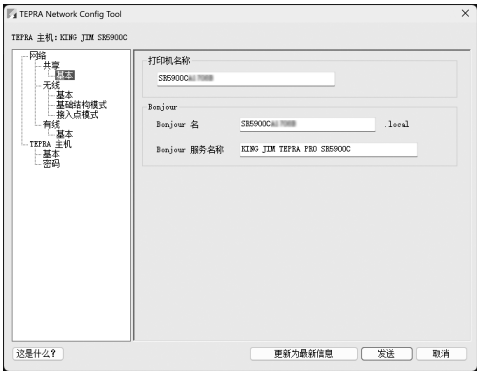 TEPRA Network Config Tool
TEPRA 主机:KING JIM SR5900C
网络
共享
基本
无线
基本
基础结构模式
接入点模式
有线
基本
TEPRA 主机
基本
密码
打印机名称
SR5900C
Bonjour
Bonjour 名 SR5900C .local
Bonjour 服务名称 KING JIM TEPRA PRO SR5900C
这是什么? 更新为最新信息 发送 取消